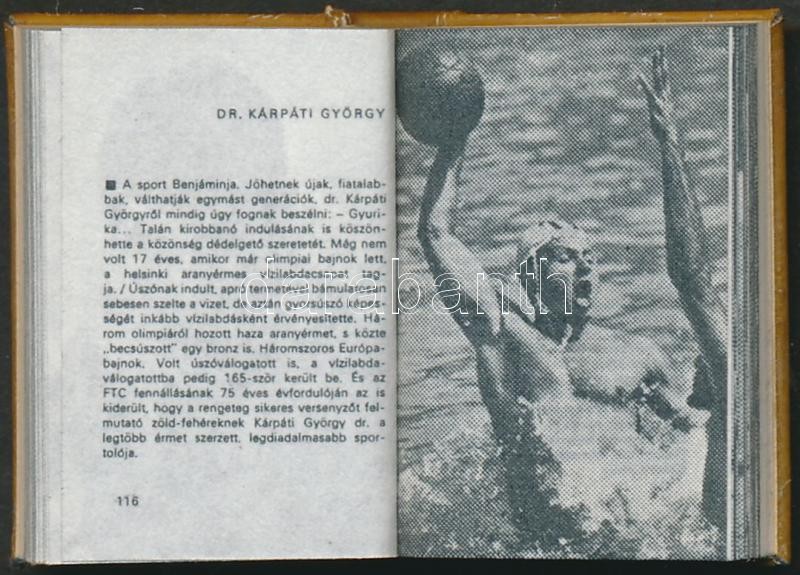 DR. KÁRPÁTI GYÖRGY
■ A sport Benjáminja. Jöhetnek újak, fiatalab-
bak, válthatják egymást generációk, dr. Kárpáti
Györgyről mindig úgy fognak beszélni: – Gyuri-
ka... Talán kirobbanó indulásának is köszön-
hette a közönség dédelgető szeretetét. Még nem
volt 17 éves, amikor már olimpiai bajnok lett,
a helsinki aranyérmes vízilabdacsapat tag-
ja. / Úszónak indult, apró termetével bámulatosan
sebesen szelte a vizet, de aztán gyorsúszó képes-
ségét inkább vízilabdásként érvényesítette. Há-
rom olimpiáról hozott haza aranyérmet, s közte
„becsúszott" egy bronz is. Háromszoros Európa-
bajnok. Volt úszóválogatott is, a vízilabda-
válogatottba pedig 165-ször került be. És az
FTC fennállásának 75 éves évfordulóján az is
kiderült, hogy a rengeteg sikeres versenyzőt fel-
mutató zöld-fehéreknek Kárpáti György dr. a
legtöbb érmet szerzett, legdiadalmasabb spor-
tolója.
116
darabanth